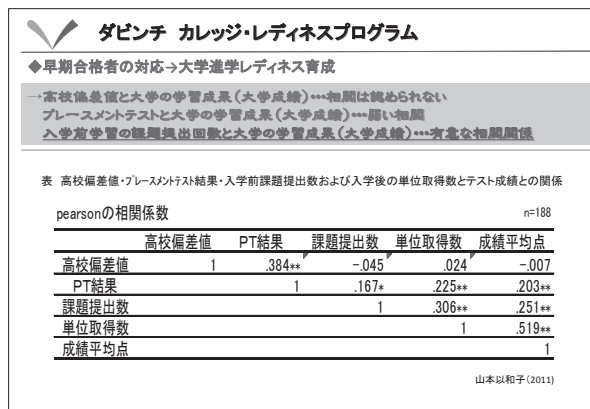 ダビンチ カレッジ・レディネスプログラム
◆早期合格者の対応→大学進学レディネス育成
→高校偏差値と大学の学習成果(大学成績)…相関は認められない
プレースメントテストと大学の学習成果(大学成績)…弱い相関
入学前学習の課題提出回数と大学の学習成果(大学成績)…有意な相関関係
表 高校偏差値・プレースメントテスト結果・入学前課題提出数および入学後の単位取得数とテスト成績との関係
pearsonの相関係数 n=188
高校偏差値 PT結果 課題提出数 単位取得数 成績平均点
高校偏差値 1 .384** −.045 .024 −.007
PT結果 1 .167* .225** .203**
課題提出数 1 .306** .251**
単位取得数 1 .519**
成績平均点 1
山本以和子(2011)